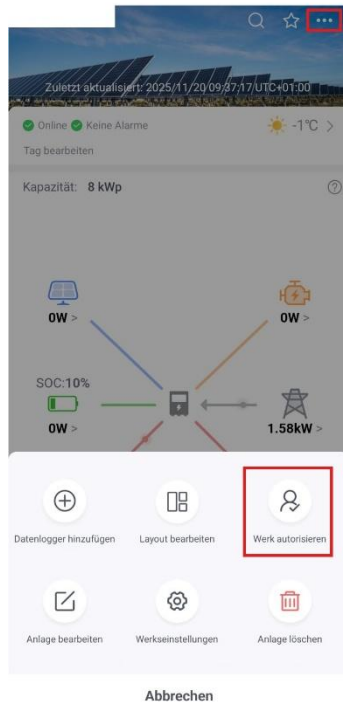 Zuletzt aktualisiert: 2025/11/20 09:37:17 UTC+01:00
Online Keine Alarme
-1℃ >
Tag bearbeiten
Kapazität: 8 kWp
0W >
0W >
SOC:10%
0W >
1.58kW >
Datenlogger hinzufügen
Layout bearbeiten
Werk autorisieren
Anlage bearbeiten
Werkseinstellungen
Anlage löschen
Abbrechen